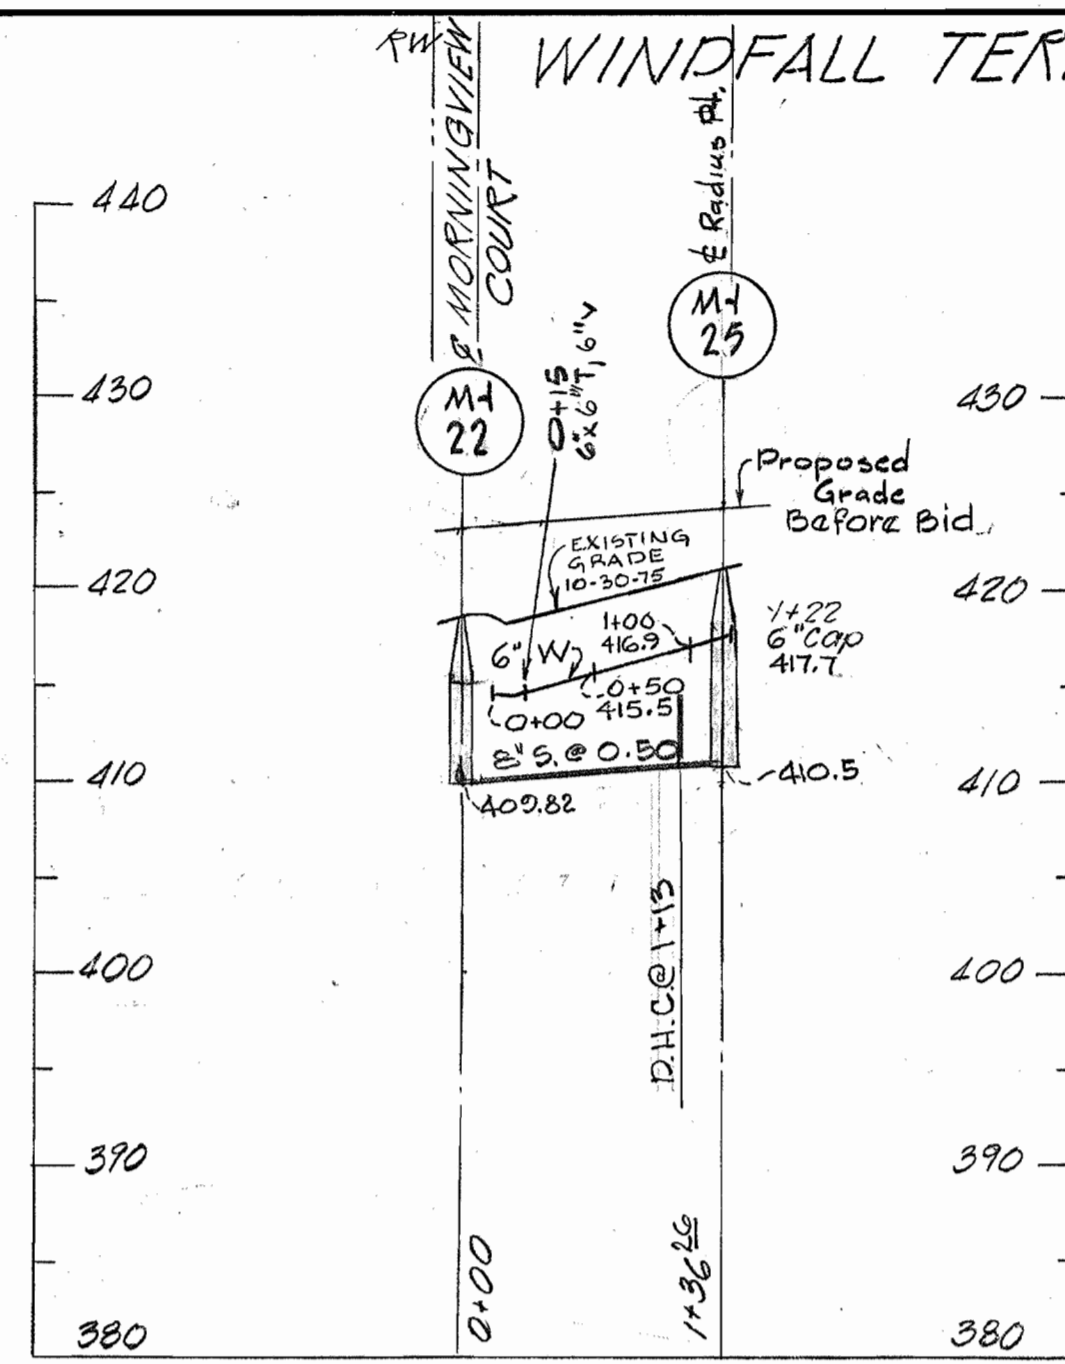 RW
WINDFALL TER.
₵ MORNINGVIEW
COURT
₵ Radius Pt.
440
430
420
410
400
390
380
MH
22
MH
25
0+15
6"x6"T, 6"V
Proposed
Grade
Before Bid
EXISTING
GRADE
10-30-75
1+00
416.9
1+22
6" Cap
417.7
6" W
0+50
415.5
0+00
8" S. @ 0.50
410.5
409.82
D.H.C.@ 1+13
0+00
1+36 26
430
420
410
400
390
380